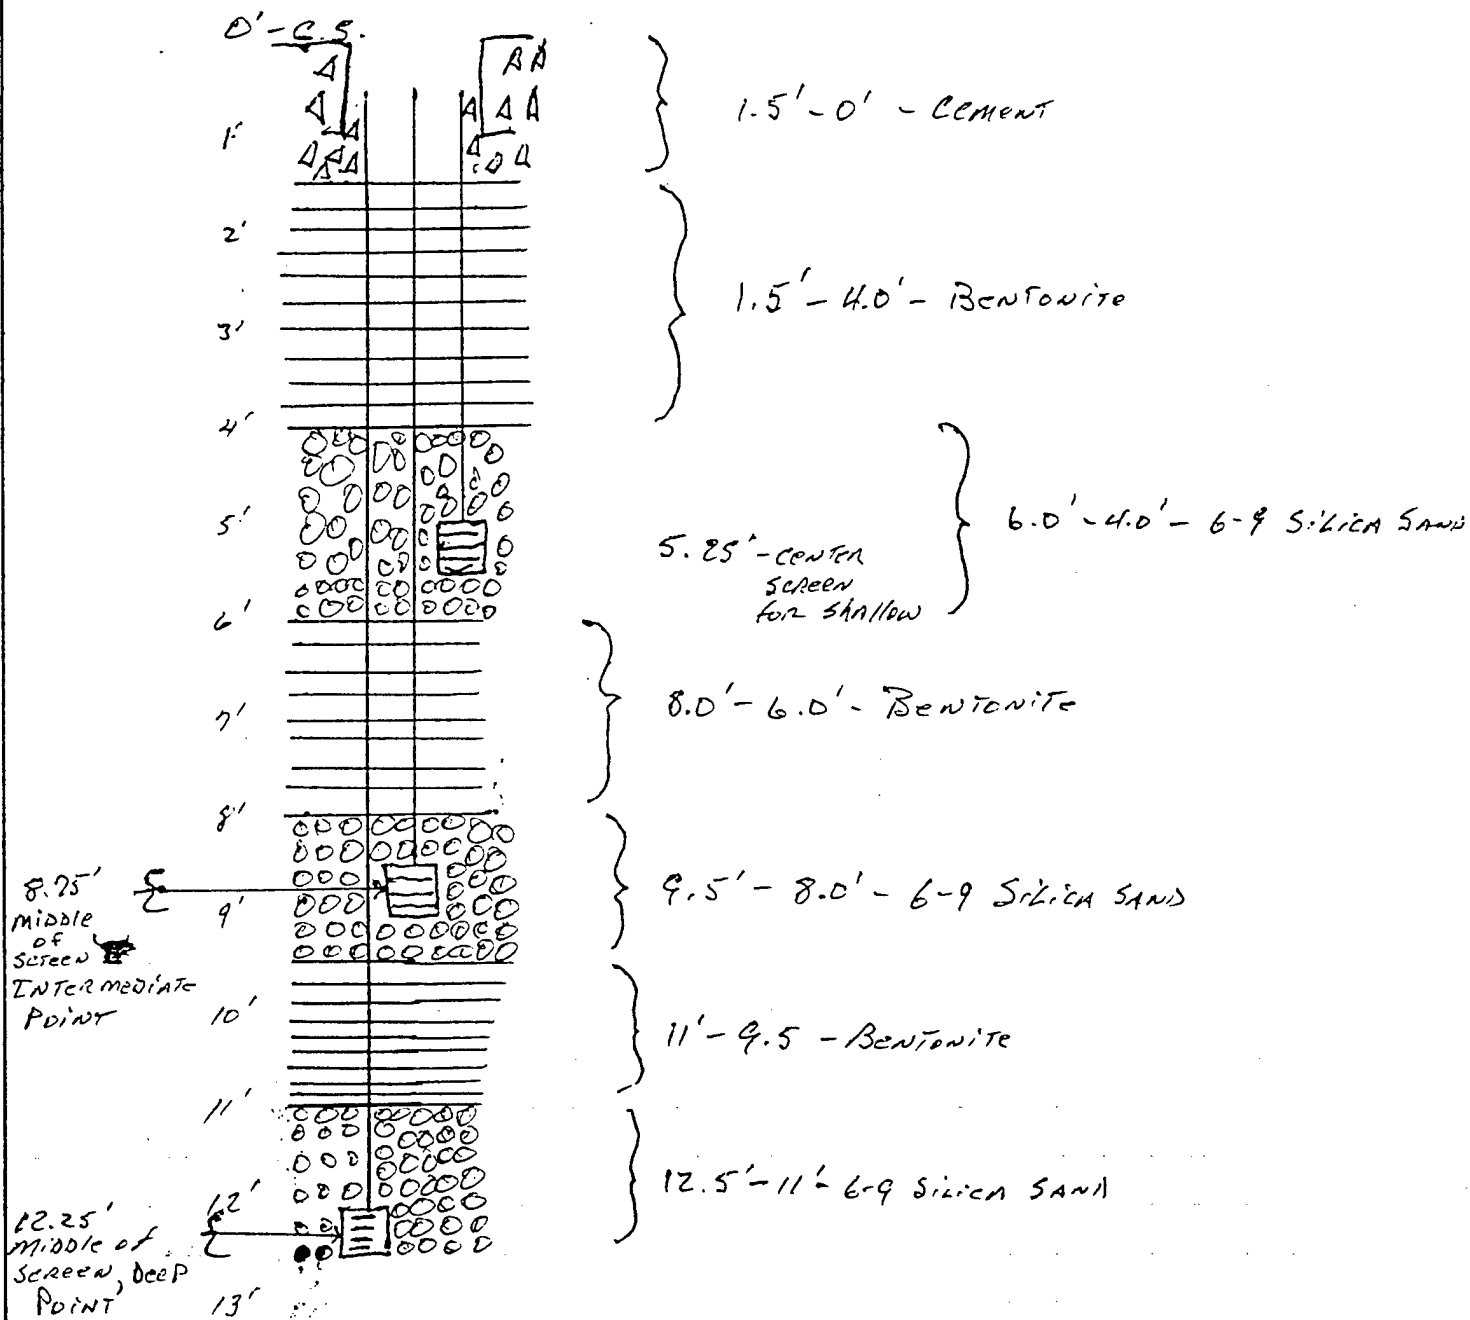 0' - G.S.
1'
1.5' - 0' - Cement
2'
1.5' - 4.0' - Bentonite
3'
4'
5'
6.0' - 4.0' - 6-9 Silica Sand
5.25' - center
screen
for shallow
6'
7'
8.0' - 6.0' - Bentonite
8'
8.75'
middle
of
screen
Intermediate
Point
9'
9.5' - 8.0' - 6-9 Silica Sand
10'
11' - 9.5 - Bentonite
11'
12'
12.5' - 11' - 6-9 Silica Sand
12.25'
middle of
screen, Deep
Point
13'